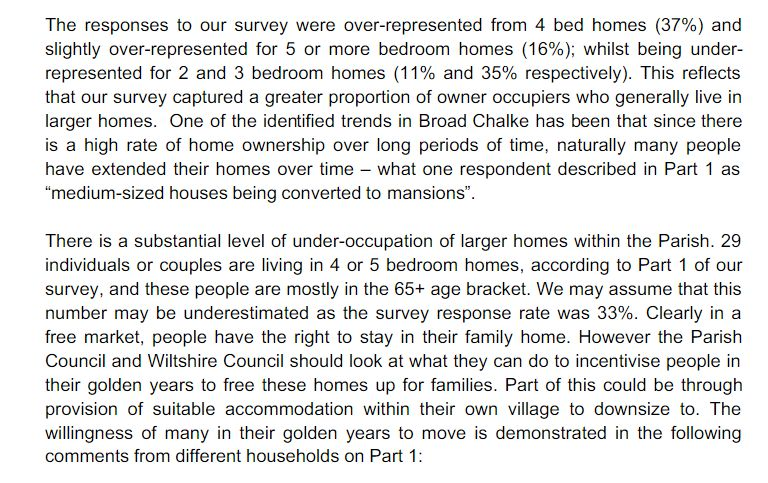 The responses to our survey were over-represented from 4 bed homes (37%) and
slightly over-represented for 5 or more bedroom homes (16%); whilst being under-
represented for 2 and 3 bedroom homes (11% and 35% respectively). This reflects
that our survey captured a greater proportion of owner occupiers who generally live in
larger homes.  One of the identified trends in Broad Chalke has been that since there
is a high rate of home ownership over long periods of time, naturally many people
have extended their homes over time – what one respondent described in Part 1 as
“medium-sized houses being converted to mansions”.

There is a substantial level of under-occupation of larger homes within the Parish. 29
individuals or couples are living in 4 or 5 bedroom homes, according to Part 1 of our
survey, and these people are mostly in the 65+ age bracket. We may assume that this
number may be underestimated as the survey response rate was 33%. Clearly in a
free market, people have the right to stay in their family home. However the Parish
Council and Wiltshire Council should look at what they can do to incentivise people in
their golden years to free these homes up for families. Part of this could be through
provision of suitable accommodation within their own village to downsize to. The
willingness of many in their golden years to move is demonstrated in the following
comments from different households on Part 1: